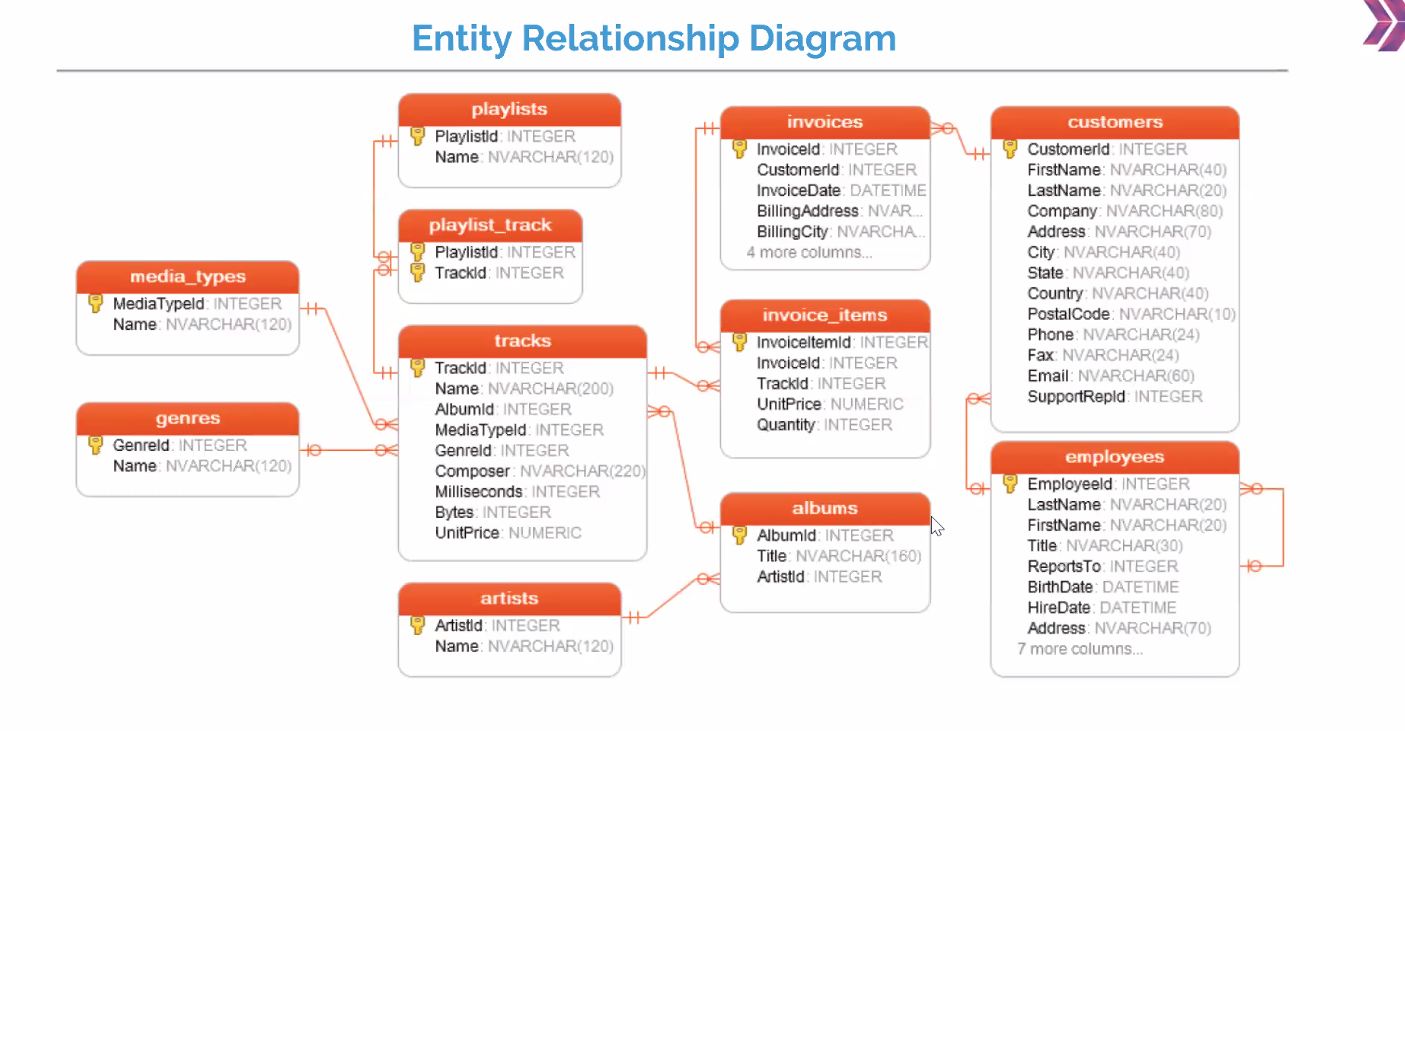 Entity Relationship Diagram
playlists
PlaylistId: INTEGER
Name: NVARCHAR(120)
playlist_track
PlaylistId: INTEGER
TrackId: INTEGER
media_types
MediaTypeId: INTEGER
Name: NVARCHAR(120)
genres
GenreId: INTEGER
Name: NVARCHAR(120)
tracks
TrackId: INTEGER
Name: NVARCHAR(200)
AlbumId: INTEGER
MediaTypeId: INTEGER
GenreId: INTEGER
Composer: NVARCHAR(220)
Milliseconds: INTEGER
Bytes: INTEGER
UnitPrice: NUMERIC
artists
ArtistId: INTEGER
Name: NVARCHAR(120)
invoices
InvoiceId: INTEGER
CustomerId: INTEGER
InvoiceDate: DATETIME
BillingAddress: NVAR...
BillingCity: NVARCHA...
4 more columns...
invoice_items
InvoiceItemId: INTEGER
InvoiceId: INTEGER
TrackId: INTEGER
UnitPrice: NUMERIC
Quantity: INTEGER
albums
AlbumId: INTEGER
Title: NVARCHAR(160)
ArtistId: INTEGER
customers
CustomerId: INTEGER
FirstName: NVARCHAR(40)
LastName: NVARCHAR(20)
Company: NVARCHAR(80)
Address: NVARCHAR(70)
City: NVARCHAR(40)
State: NVARCHAR(40)
Country: NVARCHAR(40)
PostalCode: NVARCHAR(10)
Phone: NVARCHAR(24)
Fax: NVARCHAR(24)
Email: NVARCHAR(60)
SupportRepId: INTEGER
employees
EmployeeId: INTEGER
LastName: NVARCHAR(20)
FirstName: NVARCHAR(20)
Title: NVARCHAR(30)
ReportsTo: INTEGER
BirthDate: DATETIME
HireDate: DATETIME
Address: NVARCHAR(70)
7 more columns...